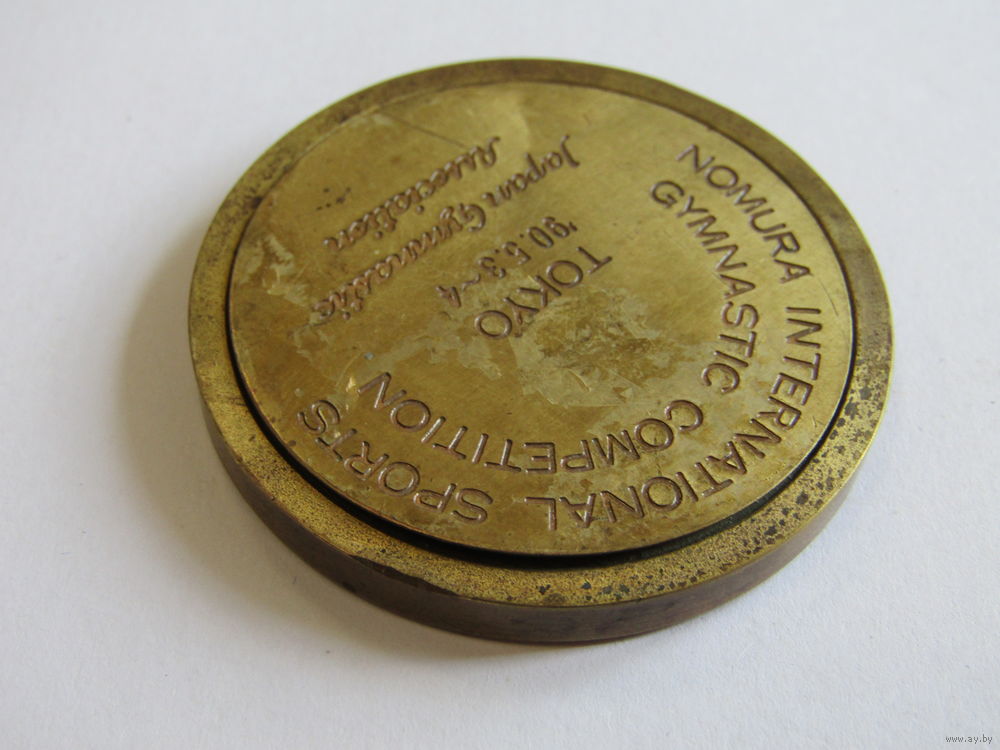 NOMURA INTERNATIONAL SPORTS
GYMNASTIC COMPETITION
TOKYO
'90.5.3~4
Japan Gymnastic
Association
www.ay.by